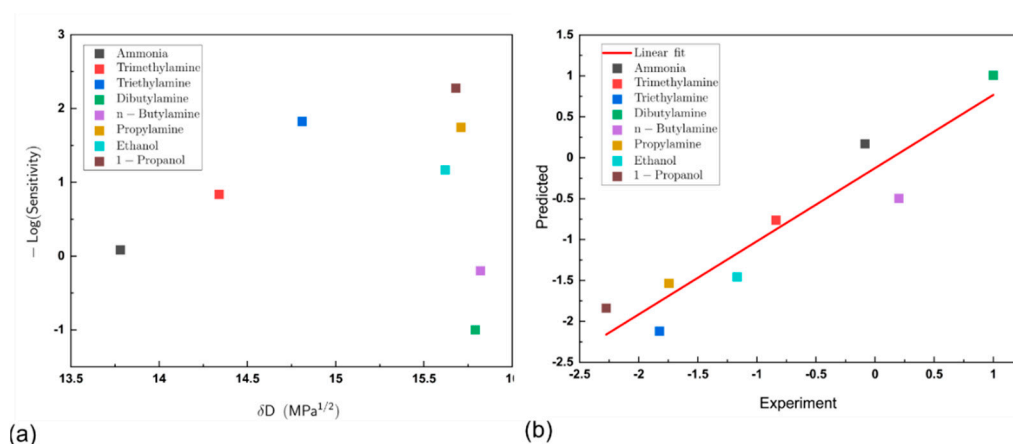 3
2
1
0
-1
− Log(Sensitivity)
Ammonia
Trimethylamine
Triethylamine
Dibutylamine
n − Butylamine
Propylamine
Ethanol
1 − Propanol
13.5 14 14.5 15 15.5 16
δD (MPa1/2)
(a)
1.5
1
0.5
0
-0.5
-1
-1.5
-2
-2.5
Predicted
Linear fit
Ammonia
Trimethylamine
Triethylamine
Dibutylamine
n − Butylamine
Propylamine
Ethanol
1 − Propanol
-2.5 -2 -1.5 -1 -0.5 0 0.5 1
Experiment
(b)